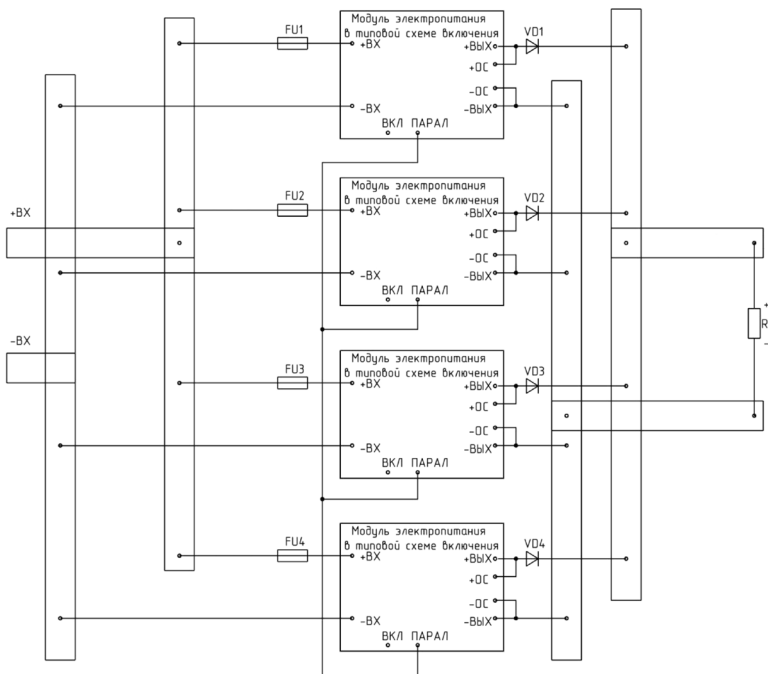 FU1
Модуль электропитания
в типовой схеме включения
+ВХ
+ВЫХ
VD1
+ОС
-ОС
-ВХ
-ВЫХ
ВКЛ ПАРАЛ
FU2
Модуль электропитания
в типовой схеме включения
+ВХ
+ВЫХ
VD2
+ВХ
+ОС
-ОС
-ВХ
-ВЫХ
ВКЛ ПАРАЛ
+
R
-ВХ
-
FU3
Модуль электропитания
в типовой схеме включения
+ВХ
+ВЫХ
VD3
+ОС
-ОС
-ВХ
-ВЫХ
ВКЛ ПАРАЛ
FU4
Модуль электропитания
в типовой схеме включения
+ВХ
+ВЫХ
VD4
+ОС
-ОС
-ВХ
-ВЫХ
ВКЛ ПАРАЛ